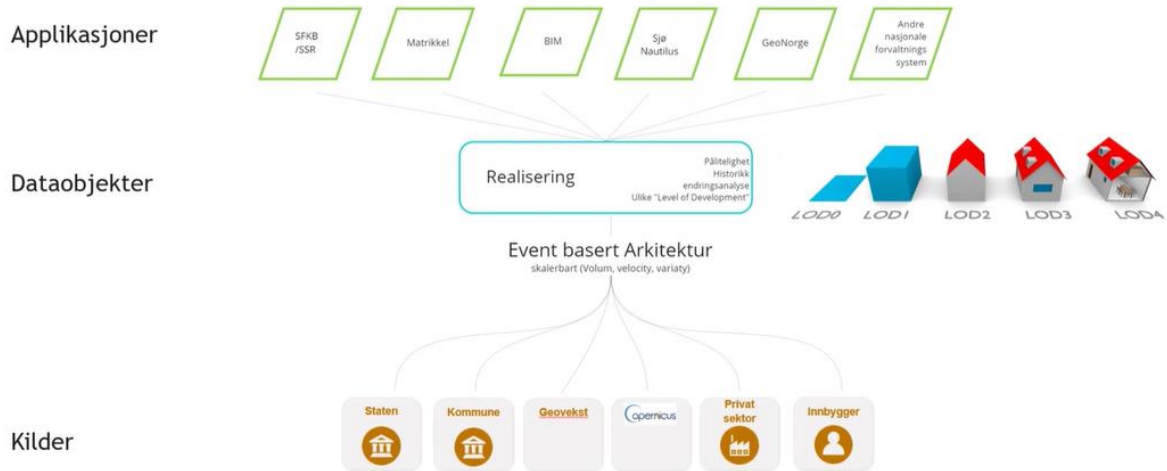 Applikasjoner
SFKB
/SSR
Matrikkel
BIM
Sjø
Nautilus
GeoNorge
Andre
nasjonale
forvaltnings
system
Dataobjekter
Realisering
Pålitelighet
Historikk
endringsanalyse
Ulike "Level of Development"
LOD0
LOD1
LOD2
LOD3
LOD4
Event basert Arkitektur
skalerbart (Volum, velocity, variaty)
Kilder
Staten
Kommune
Geovekst
Copernicus
Privat
sektor
Innbygger